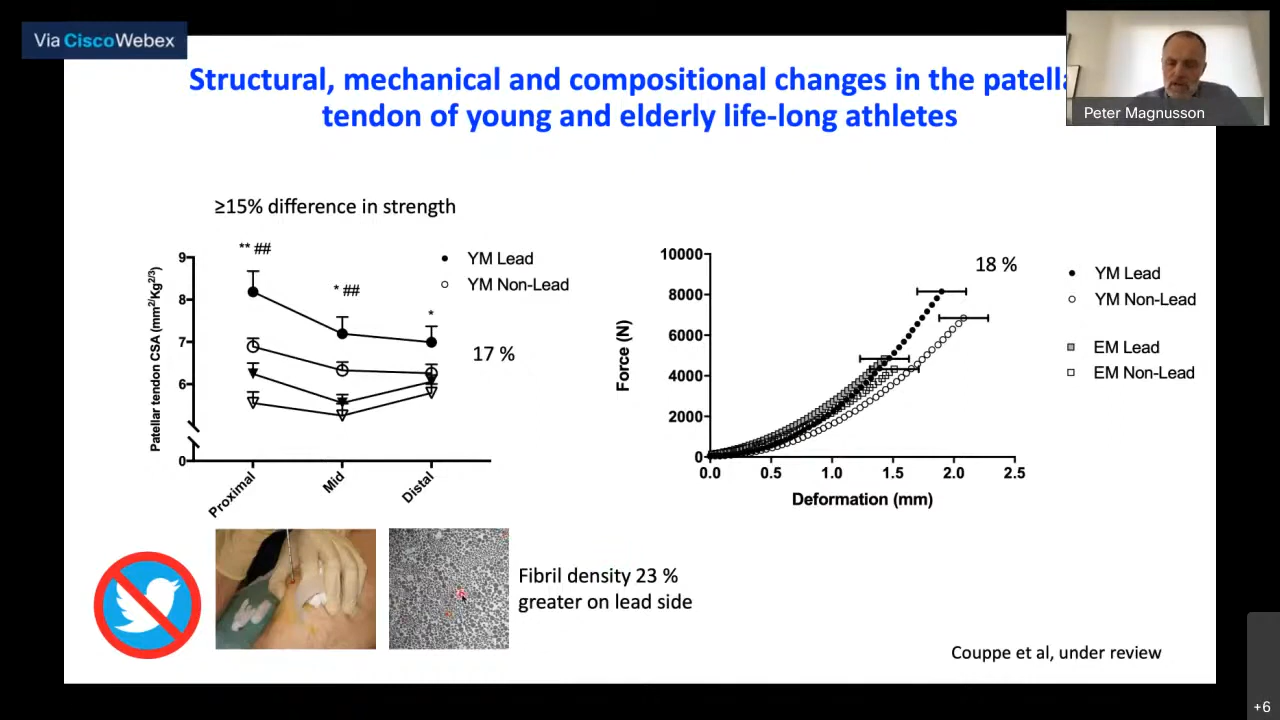 Via CiscoWebex
Structural, mechanical and compositional changes in the patella
tendon of young and elderly life-long athletes
Peter Magnusson
≥15% difference in strength
** ##
* ##
*
YM Lead
YM Non-Lead
17 %
Patellar tendon CSA (mm2/Kg2/3)
9
8
7
6
0
Proximal
Mid
Distal
18 %
YM Lead
YM Non-Lead
EM Lead
EM Non-Lead
Force (N)
10000
8000
6000
4000
2000
0
0.0 0.5 1.0 1.5 2.0 2.5
Deformation (mm)
Fibril density 23 %
greater on lead side
Couppe et al, under review
+6